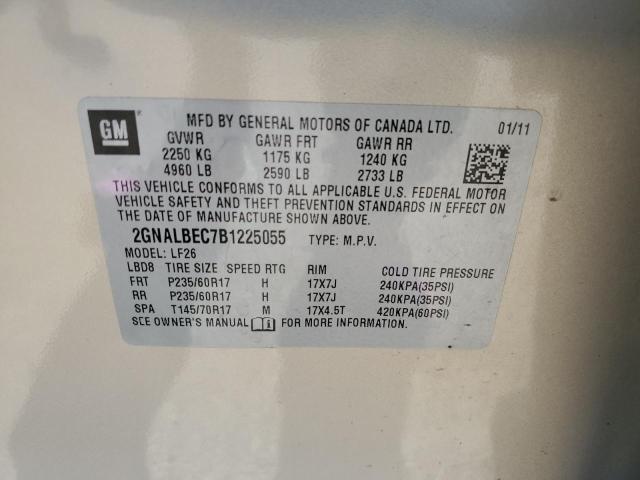 GM
MFD BY GENERAL MOTORS OF CANADA LTD. 01/11
GVWR GAWR FRT GAWR RR
2250 KG 1175 KG 1240 KG
4960 LB 2590 LB 2733 LB
THIS VEHICLE CONFORMS TO ALL APPLICABLE U.S. FEDERAL MOTOR
VEHICLE SAFETY AND THEFT PREVENTION STANDARDS IN EFFECT ON
THE DATE OF MANUFACTURE SHOWN ABOVE.
2GNALBEC7B1225055 TYPE: M.P.V.
MODEL: LF26
LBD8 TIRE SIZE SPEED RTG RIM COLD TIRE PRESSURE
FRT P235/60R17 H 17X7J 240KPA(35PSI)
RR P235/60R17 H 17X7J 240KPA(35PSI)
SPA T145/70R17 M 17X4.5T 420KPA(60PSI)
SEE OWNER'S MANUAL FOR MORE INFORMATION.